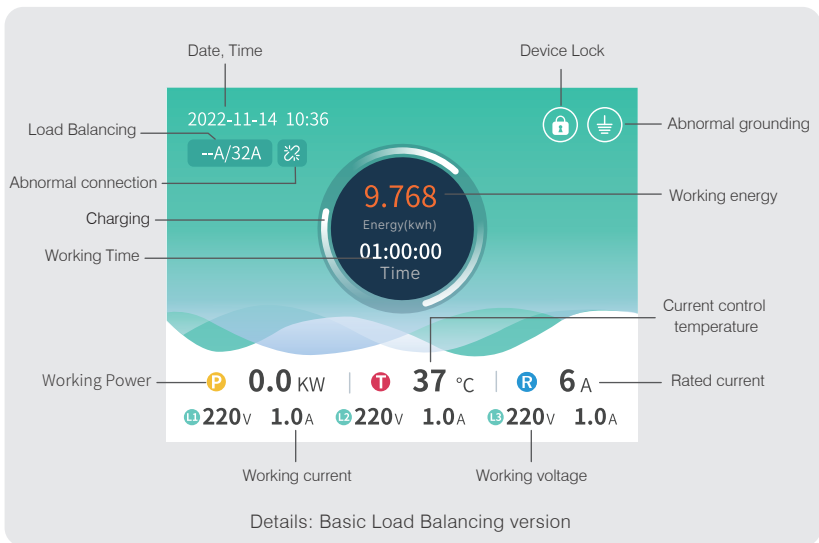 Date, Time
Device Lock
2022-11-14 10:36
Abnormal grounding
Load Balancing
--A/32A
Abnormal connection
9.768
Working energy
Energy(kwh)
Charging
01:00:00
Working Time
Time
Current control
temperature
Working Power
P 0.0 KW | T 37 °C | R 6 A
Rated current
L1 220V 1.0A L2 220V 1.0A L3 220V 1.0A
Working current
Working voltage
Details: Basic Load Balancing version